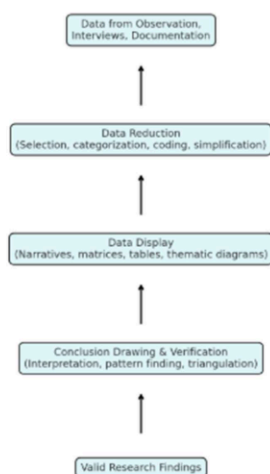 Data from Observation,
Interviews, Documentation
Data Reduction
(Selection, categorization, coding, simplification)
Data Display
(Narratives, matrices, tables, thematic diagrams)
Conclusion Drawing & Verification
(Interpretation, pattern finding, triangulation)
Valid Research Findings